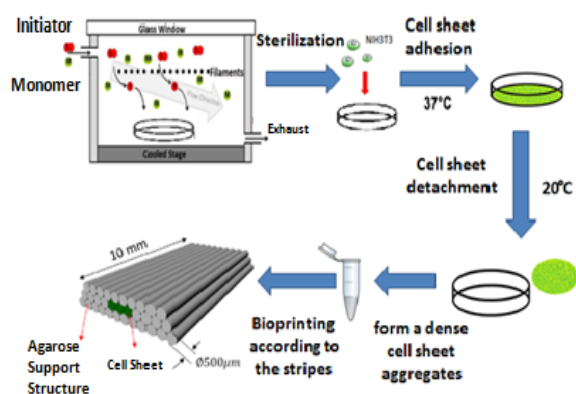 Initiator
Monomer
Glass Window
Filaments
Flow Direction
Cooled Stage
Exhaust
Sterilization
NIH3T3
Cell sheet
adhesion
37°C
Cell sheet
detachment
20℃
form a dense
cell sheet
aggregates
Bioprinting
according to
the stripes
10 mm
Ø500µm
Agarose
Support
Structure
Cell Sheet